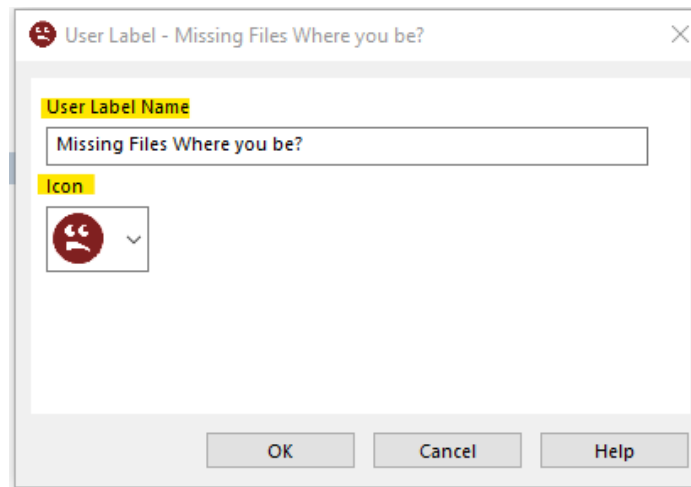 User Label - Missing Files Where you be?
User Label Name
Missing Files Where you be?
Icon
OK Cancel Help